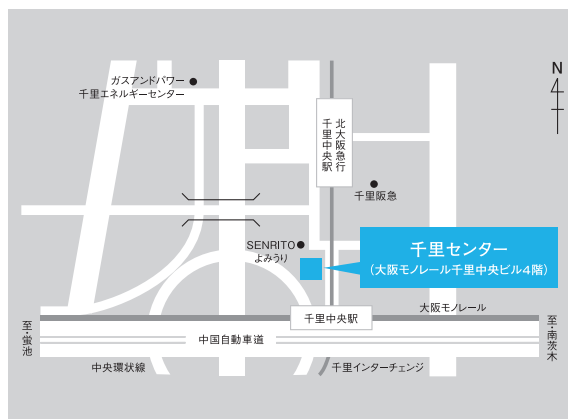 ガスアンドパワー
千里エネルギーセンター
N
北大阪急行
千里中央駅
千里阪急
SENRITO
よみうり
千里センター
(大阪モノレール千里中央ビル4階)
大阪モノレール
千里中央駅
至・蛍池
至・南茨木
中国自動車道
中央環状線
千里インターチェンジ